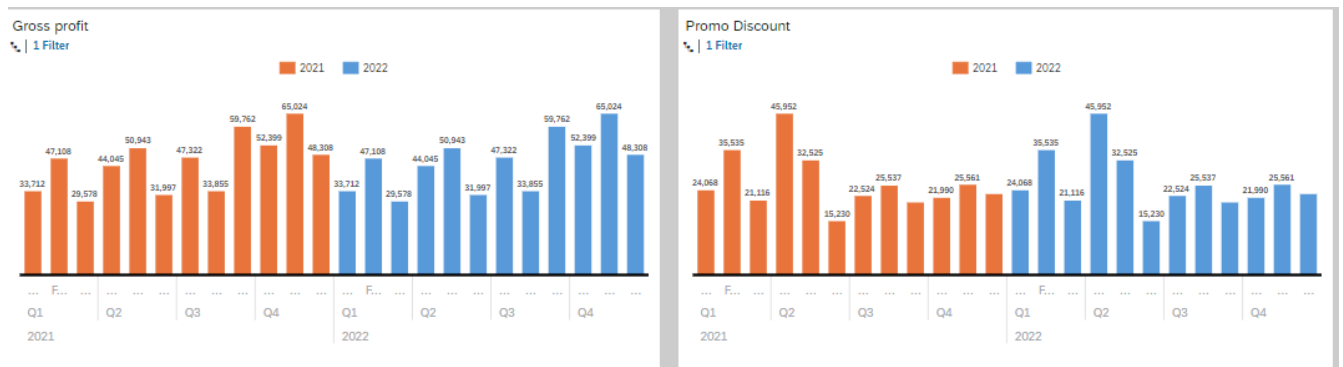 Gross profit
1 Filter
2021 2022
33,712 47,108 29,578 44,045 50,943 31,997 47,322 33,855 59,762 52,399 65,024 48,308 33,712 47,108 29,578 44,045 50,943 31,997 47,322 33,855 59,762 52,399 65,024 48,308
... F... ... ... ... ... ... ... ... ... ... ... ... F... ... ... ... ... ... ... ... ... ... ...
Q1 Q2 Q3 Q4 Q1 Q2 Q3 Q4
2021 2022
Promo Discount
1 Filter
2021 2022
24,068 35,535 21,116 45,952 32,525 15,230 22,524 25,537 21,990 25,561 24,068 35,535 21,116 45,952 32,525 15,230 22,524 25,537 21,990 25,561
... F... ... ... ... ... ... ... ... ... ... ... ... F... ... ... ... ... ... ... ... ... ... ...
Q1 Q2 Q3 Q4 Q1 Q2 Q3 Q4
2021 2022